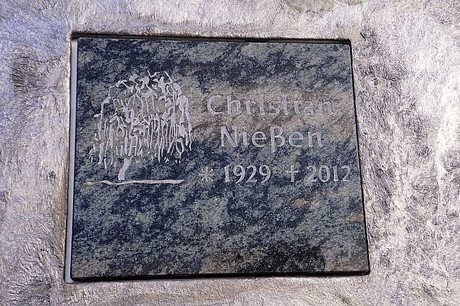 Christian
Nießen
* 1929 † 2012